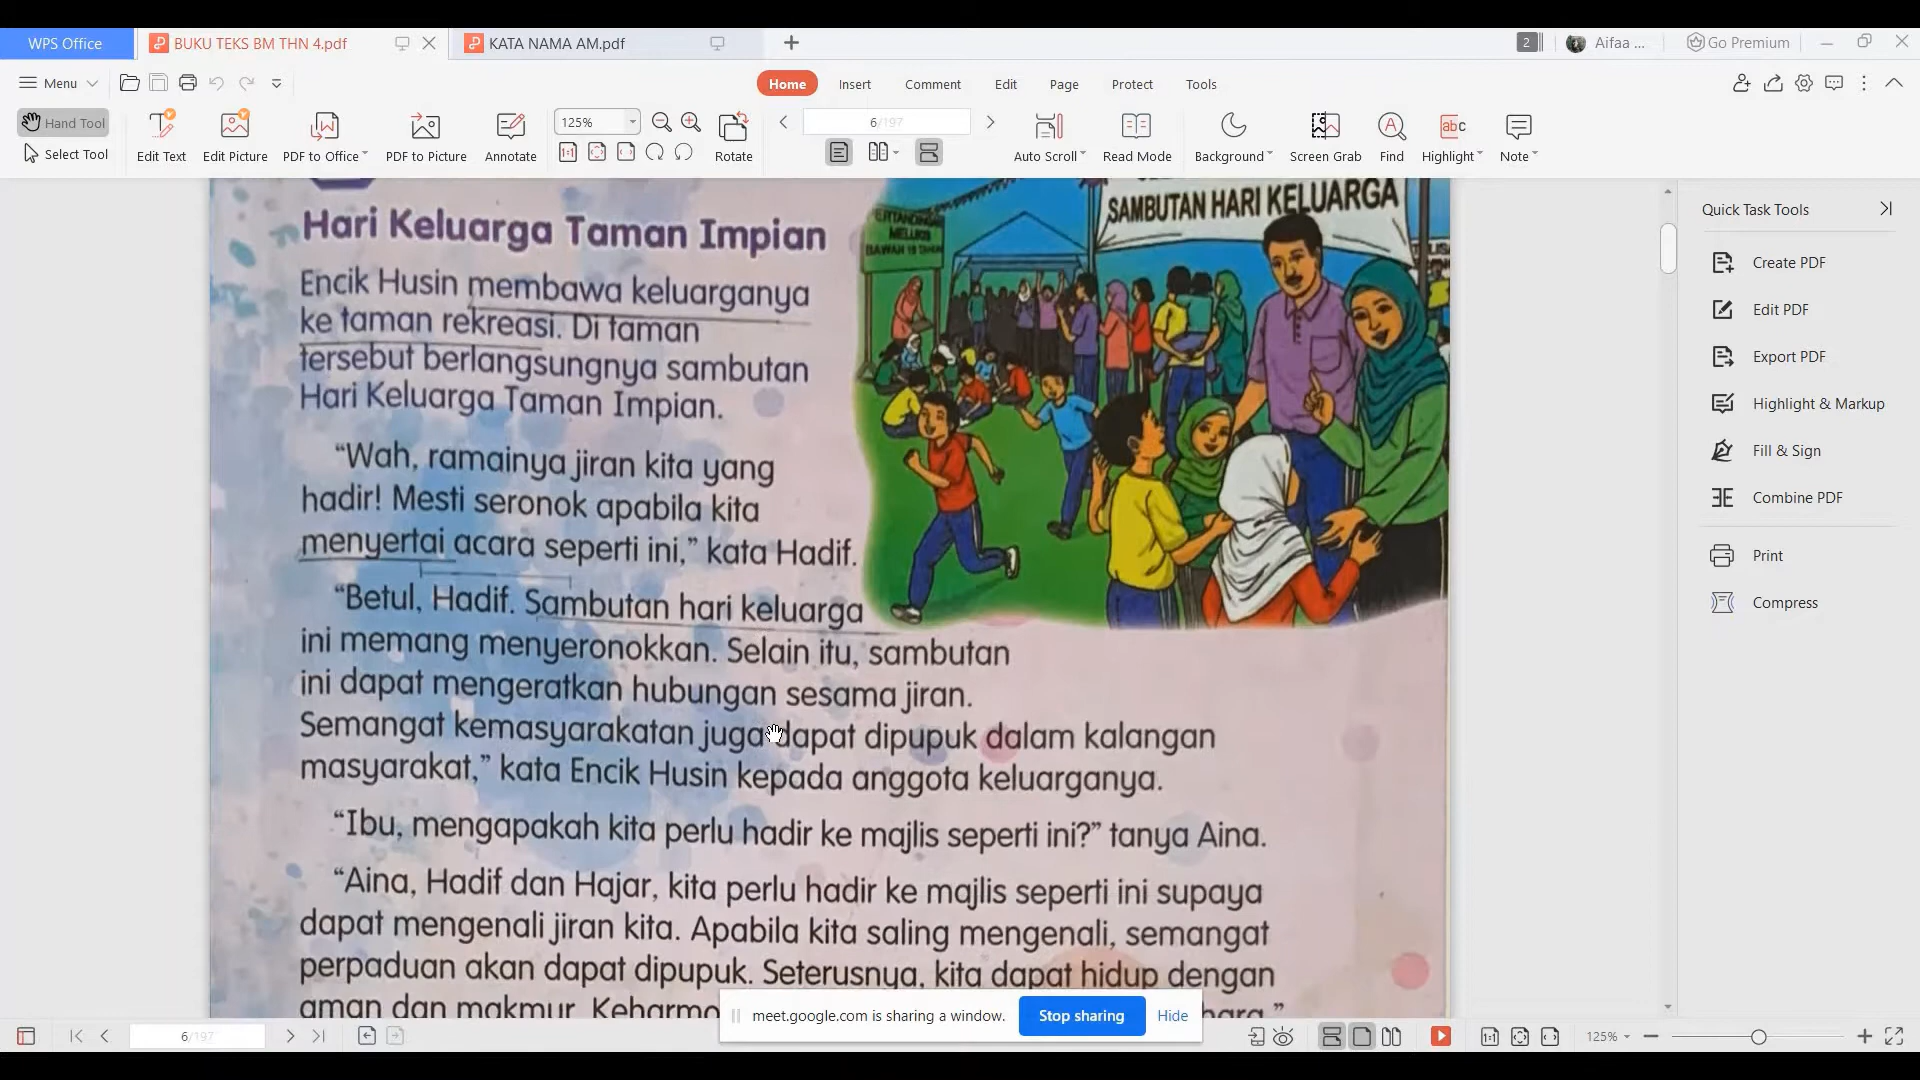 WPS Office
BUKU TEKS BM THN 4.pdf
KATA NAMA AM.pdf
2
Aifaa ...
Go Premium
Menu
Home
Insert
Comment
Edit
Page
Protect
Tools
Hand Tool
Select Tool
Edit Text
Edit Picture
PDF to Office
PDF to Picture
Annotate
125%
Rotate
6/197
Auto Scroll
Read Mode
Background
Screen Grab
Find
Highlight
Note
Quick Task Tools
Create PDF
Edit PDF
Export PDF
Highlight & Markup
Fill & Sign
Combine PDF
Print
Compress
SAMBUTAN HARI KELUARGA
MELUKIS
BAWAH 12 TAHUN
Hari Keluarga Taman Impian
Encik Husin membawa keluarganya
ke taman rekreasi. Di taman
tersebut berlangsungnya sambutan
Hari Keluarga Taman Impian.
“Wah, ramainya jiran kita yang
hadir! Mesti seronok apabila kita
menyertai acara seperti ini,” kata Hadif.
“Betul, Hadif. Sambutan hari keluarga
ini memang menyeronokkan. Selain itu, sambutan
ini dapat mengeratkan hubungan sesama jiran.
Semangat kemasyarakatan juga dapat dipupuk dalam kalangan
masyarakat,” kata Encik Husin kepada anggota keluarganya.
“Ibu, mengapakah kita perlu hadir ke majlis seperti ini?” tanya Aina.
“Aina, Hadif dan Hajar, kita perlu hadir ke majlis seperti ini supaya
dapat mengenali jiran kita. Apabila kita saling mengenali, semangat
perpaduan akan dapat dipupuk. Seterusnya, kita dapat hidup dengan
aman dan makmur. Keharmo
meet.google.com is sharing a window.
Stop sharing
Hide
6/197
125%